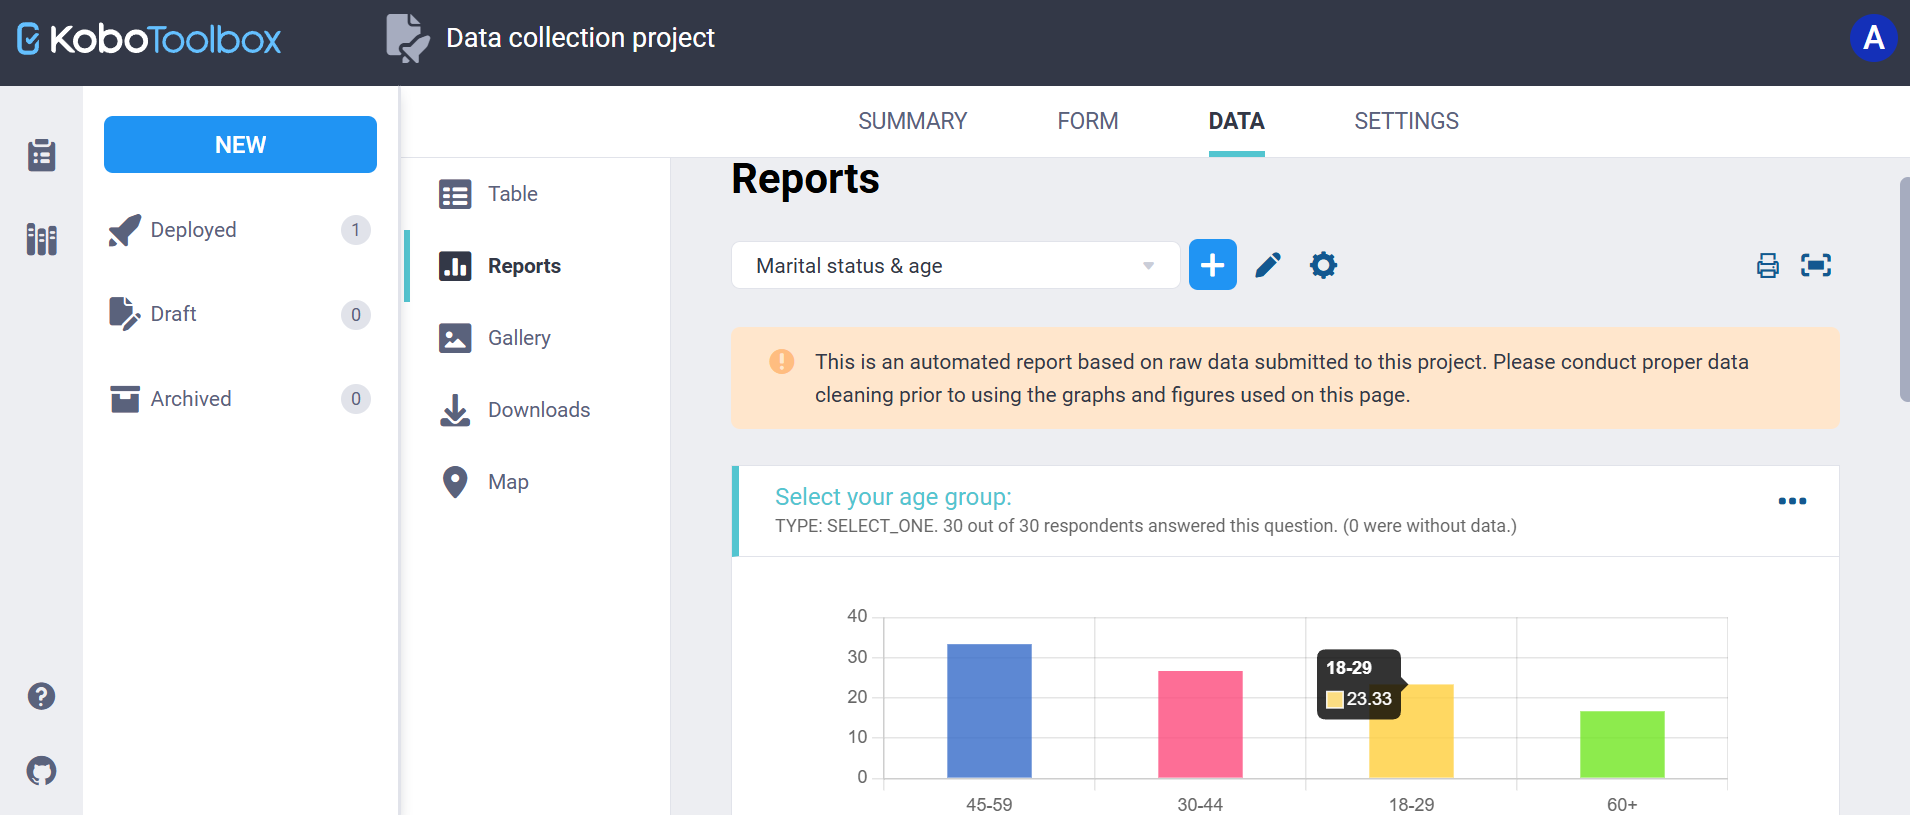 KoboToolbox
Data collection project
A
SUMMARY
FORM
DATA
SETTINGS
NEW
Deployed
1
Draft
0
Archived
0
Table
Reports
Gallery
Downloads
Map
Reports
Marital status & age
This is an automated report based on raw data submitted to this project. Please conduct proper data
cleaning prior to using the graphs and figures used on this page.
Select your age group:
TYPE: SELECT_ONE. 30 out of 30 respondents answered this question. (0 were without data.)
40
30
20
10
0
18-29
23.33
45-59
30-44
18-29
60+